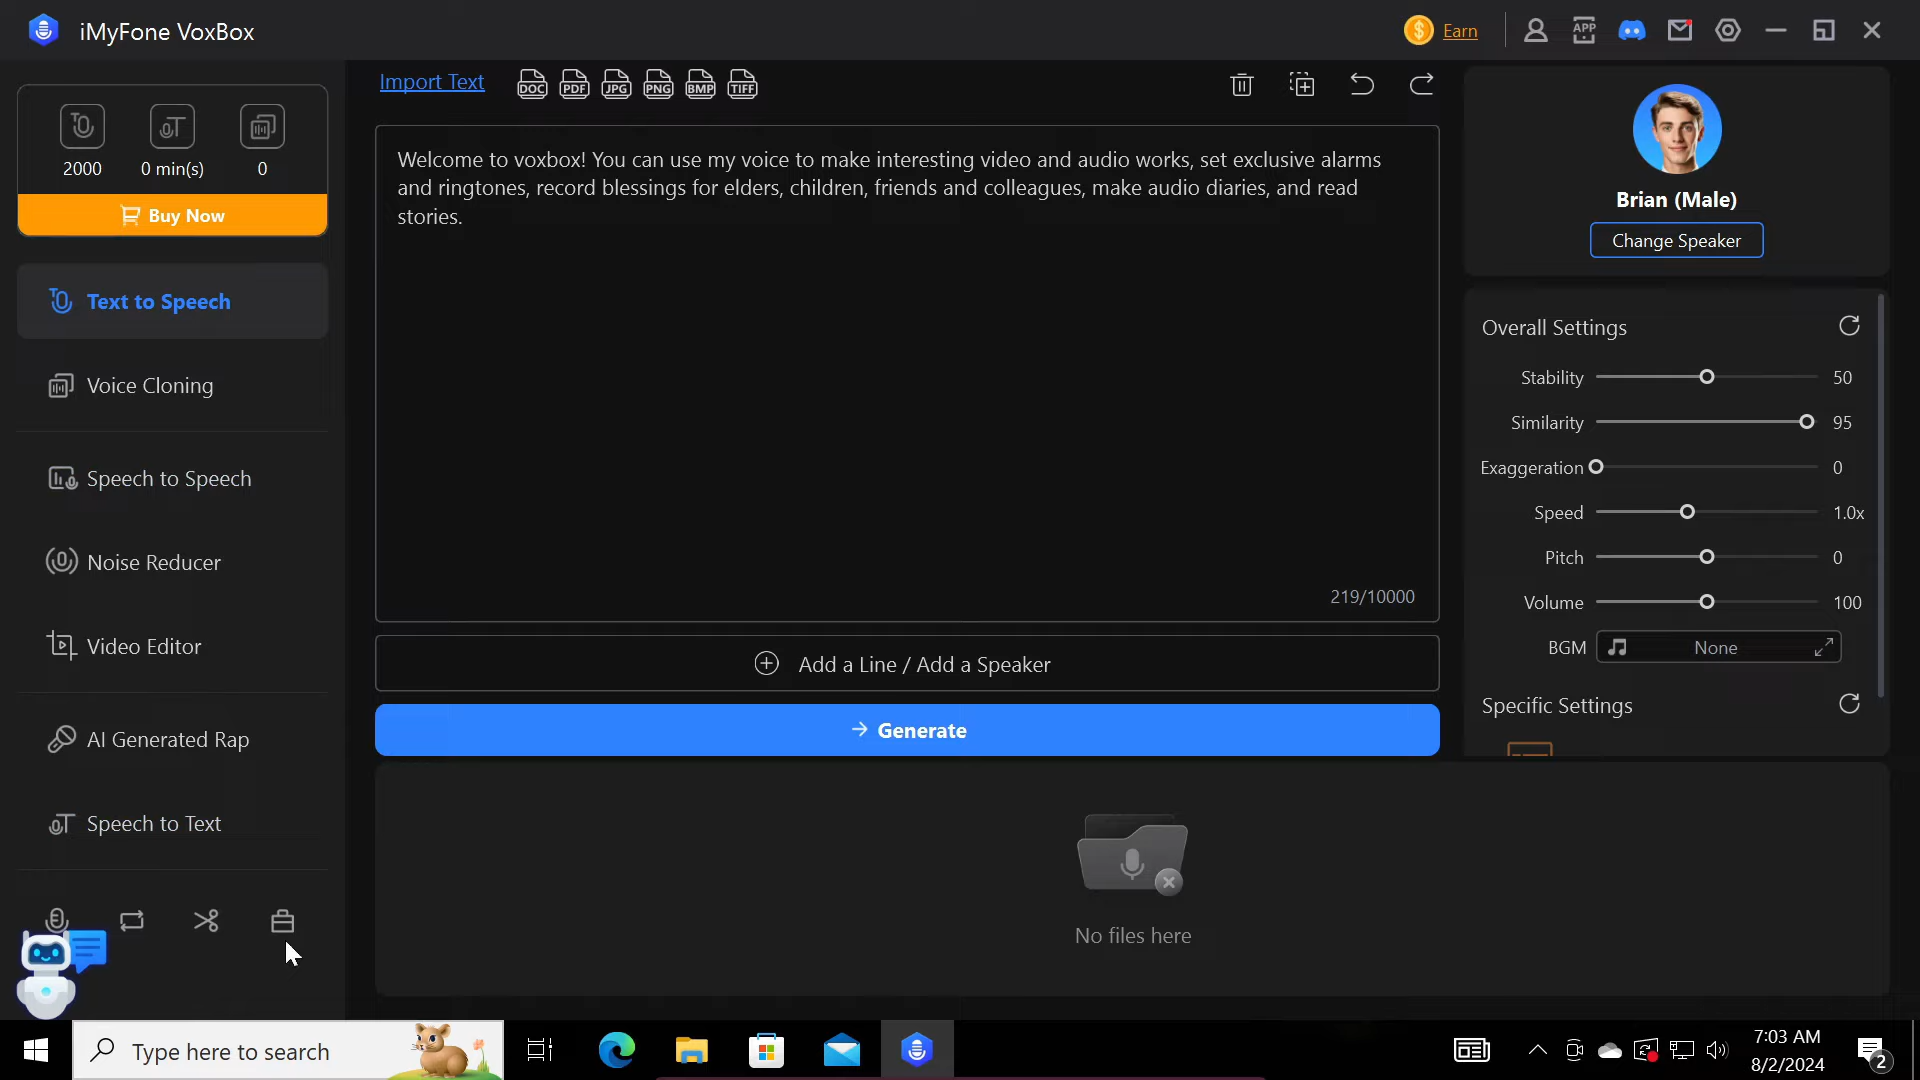 iMyFone VoxBox
Earn
APP
2000
0 min(s)
0
Buy Now
Text to Speech
Voice Cloning
Speech to Speech
Noise Reducer
Video Editor
AI Generated Rap
Speech to Text
Import Text
DOC
PDF
JPG
PNG
BMP
TIFF
Welcome to voxbox! You can use my voice to make interesting video and audio works, set exclusive alarms
and ringtones, record blessings for elders, children, friends and colleagues, make audio diaries, and read
stories.
219/10000
Add a Line / Add a Speaker
Generate
No files here
Brian (Male)
Change Speaker
Overall Settings
Stability 50
Similarity 95
Exaggeration 0
Speed 1.0x
Pitch 0
Volume 100
BGM None
Specific Settings
Type here to search
7:03 AM
8/2/2024
2